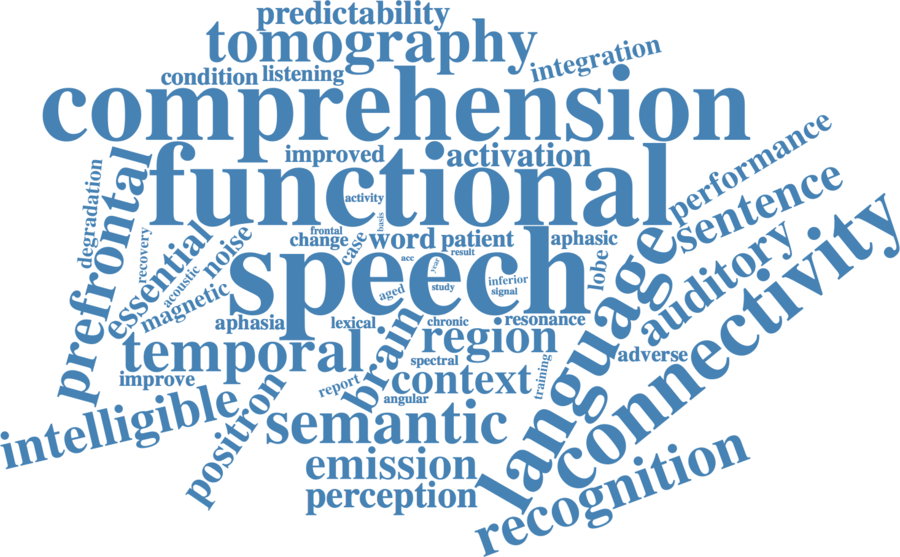 predictability
tomography
integration
condition
listening
comprehension
improved
activation
performance
functional
degradation
prefrontal
activity
basis
sentence
recovery
essential
noise
frontal
change
case
word
patient
aphasic
acoustic
magnetic
speech
acc
result
year
aged
study
inferior
signal
lobe
language
auditory
connectivity
aphasia
lexical
chronic
resonance
temporal
brain
region
adverse
improve
spectral
report
context
training
angular
intelligible
positron
semantic
emission
perception
recognition